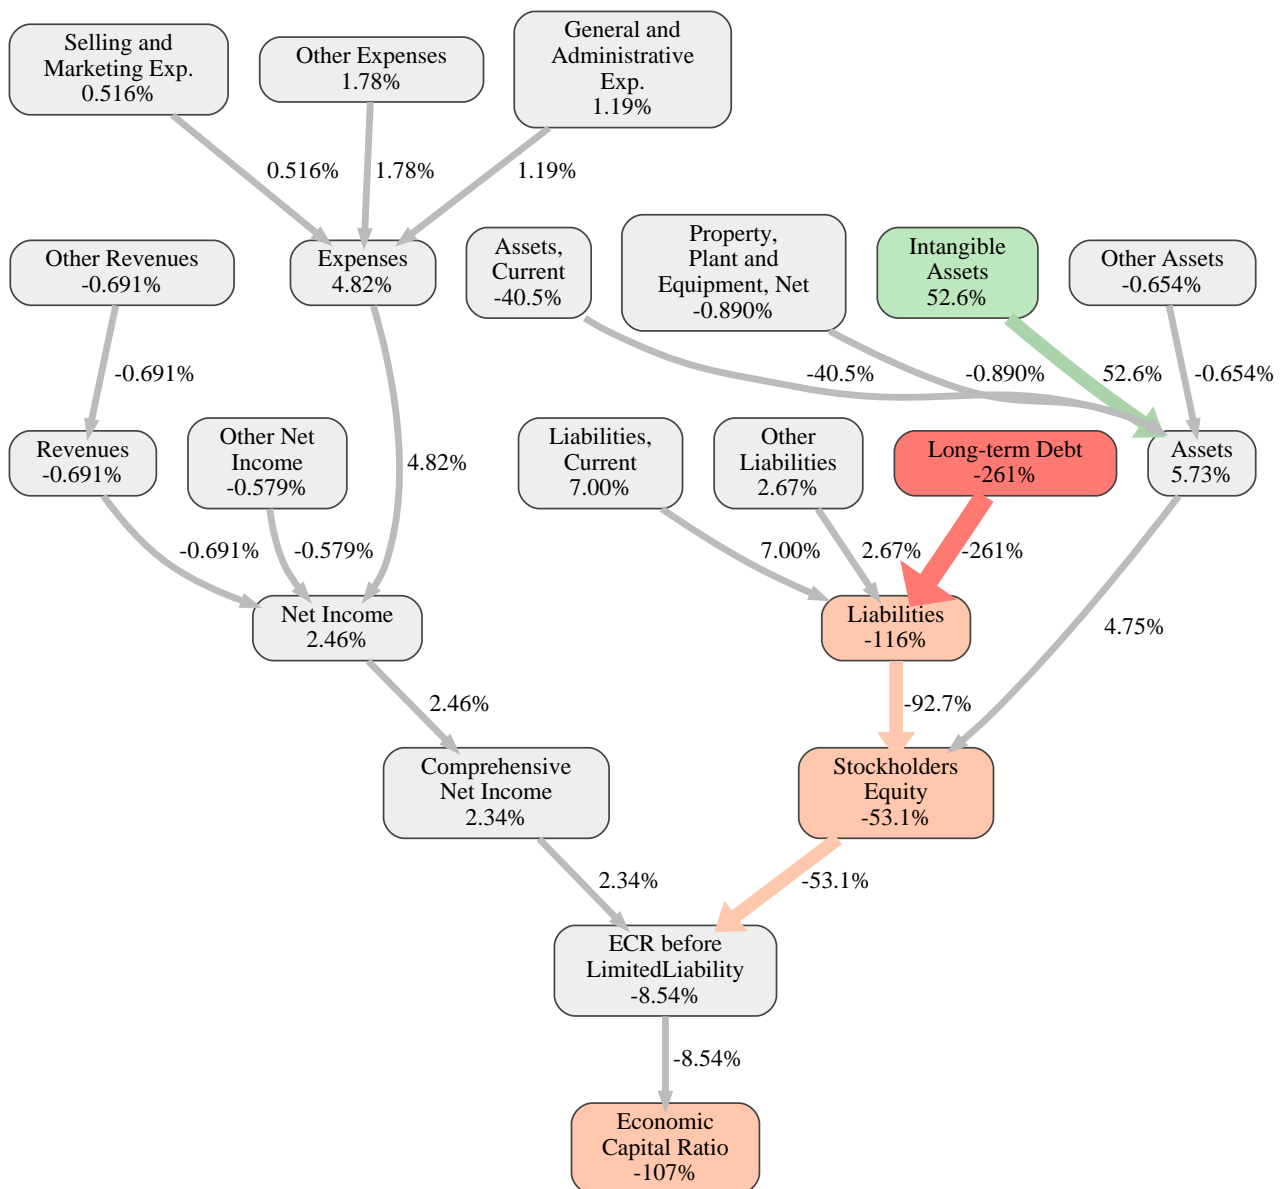 Selling and
Marketing Exp.
0.516%
Other Expenses
1.78%
General and
Administrative
Exp.
1.19%
0.516%
1.78%
1.19%
Other Revenues
-0.691%
Expenses
4.82%
Assets,
Current
-40.5%
Property,
Plant and
Equipment, Net
-0.890%
Intangible
Assets
52.6%
Other Assets
-0.654%
-0.691%
-40.5%
-0.890%
52.6%
-0.654%
Revenues
-0.691%
Other Net
Income
-0.579%
4.82%
Liabilities,
Current
7.00%
Other
Liabilities
2.67%
Long-term Debt
-261%
Assets
5.73%
-0.691%
-0.579%
7.00%
2.67%
-261%
Net Income
2.46%
Liabilities
-116%
4.75%
2.46%
-92.7%
Comprehensive
Net Income
2.34%
Stockholders
Equity
-53.1%
2.34%
-53.1%
ECR before
LimitedLiability
-8.54%
-8.54%
Economic
Capital Ratio
-107%